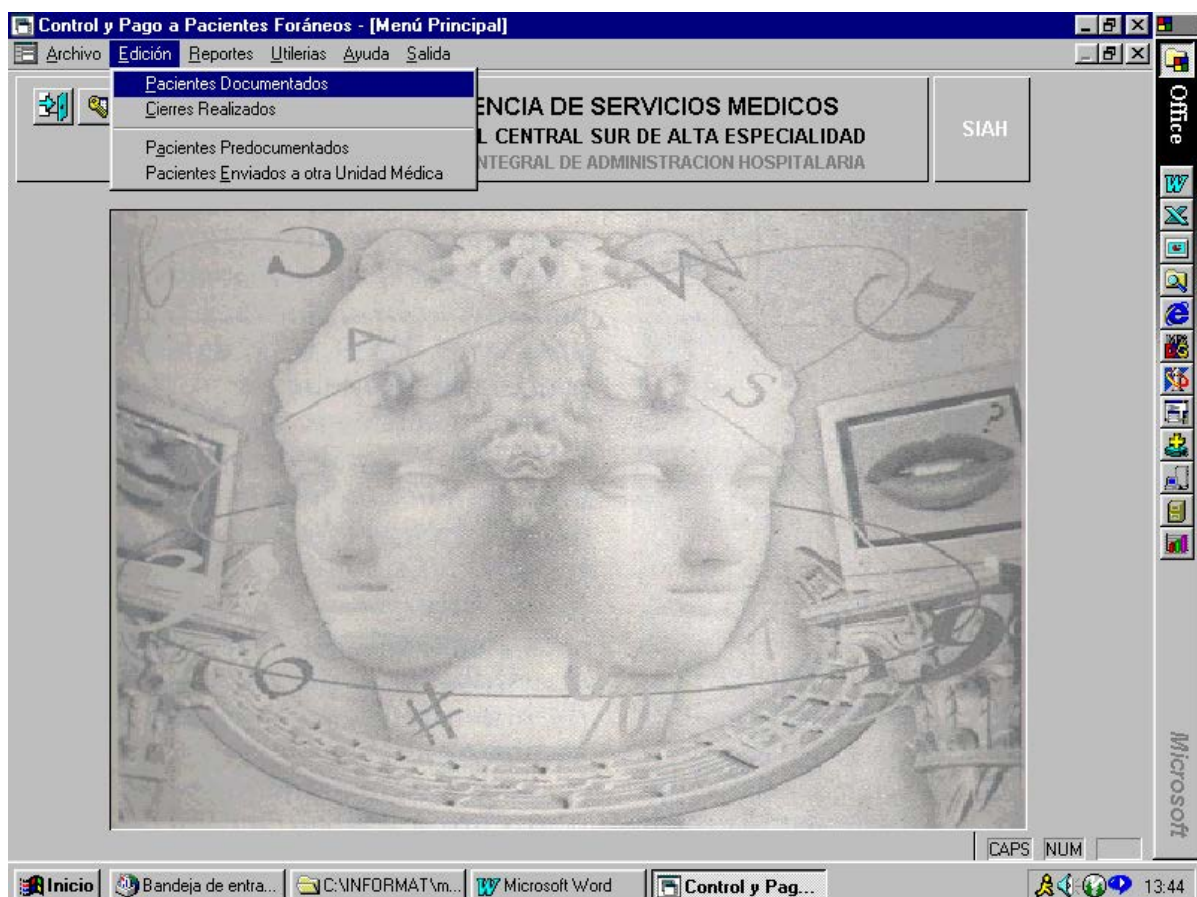 Control y Pago a Pacientes Foráneos - [Menú Principal]
Archivo Edición Reportes Utilerias Ayuda Salida
Pacientes Documentados
Cierres Realizados
Pacientes Predocumentados
Pacientes Enviados a otra Unidad Médica
ENCIA DE SERVICIOS MEDICOS
L CENTRAL SUR DE ALTA ESPECIALIDAD
NTEGRAL DE ADMINISTRACION HOSPITALARIA
SIAH
Office
Microsoft
A
W
S
G
?
6
#
9
CAPS NUM
Inicio
Bandeja de entra...
C:\INFORMAT\m...
Microsoft Word
Control y Pag...
13:44